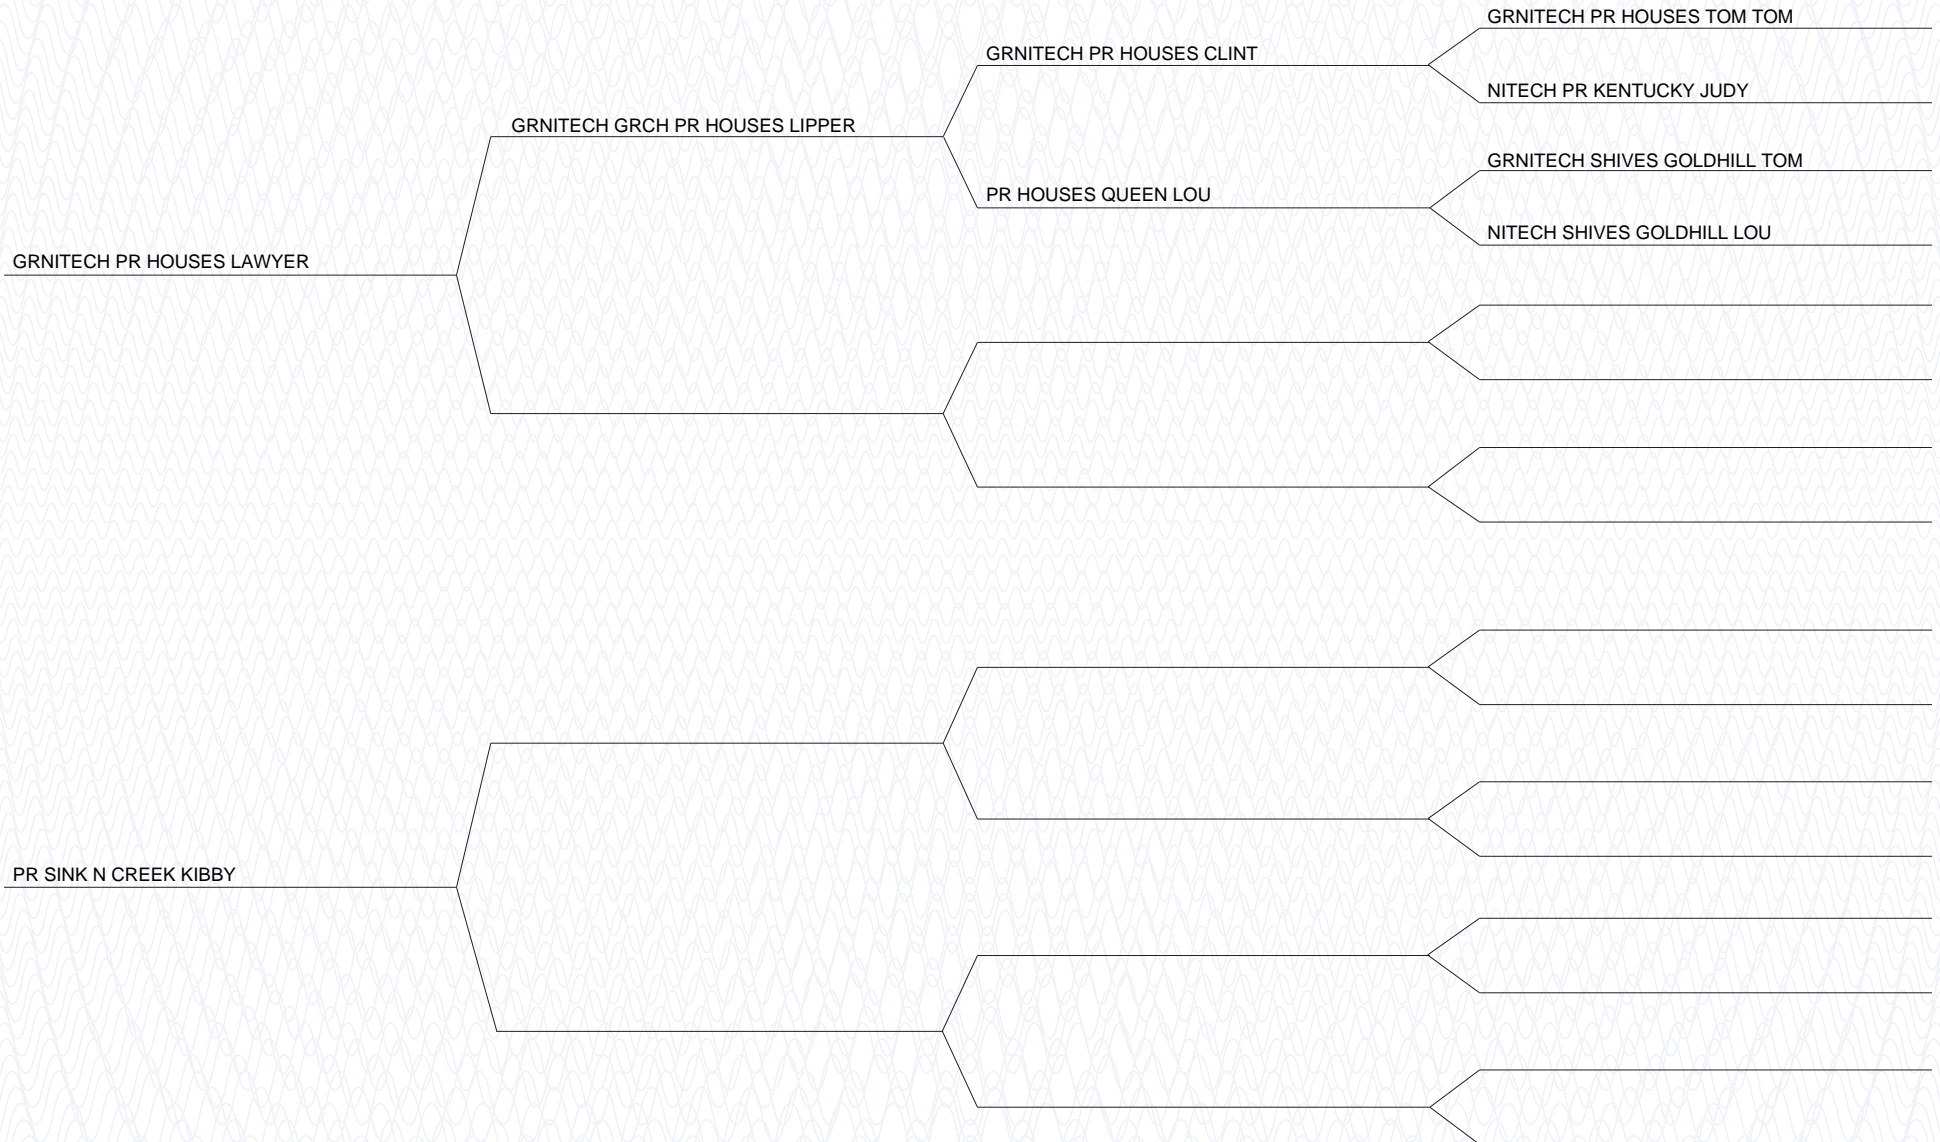 GRNITECH PR HOUSES TOM TOM
GRNITECH PR HOUSES CLINT
NITECH PR KENTUCKY JUDY
GRNITECH GRCH PR HOUSES LIPPER
GRNITECH SHIVES GOLDHILL TOM
PR HOUSES QUEEN LOU
NITECH SHIVES GOLDHILL LOU
GRNITECH PR HOUSES LAWYER
PR SINK N CREEK KIBBY